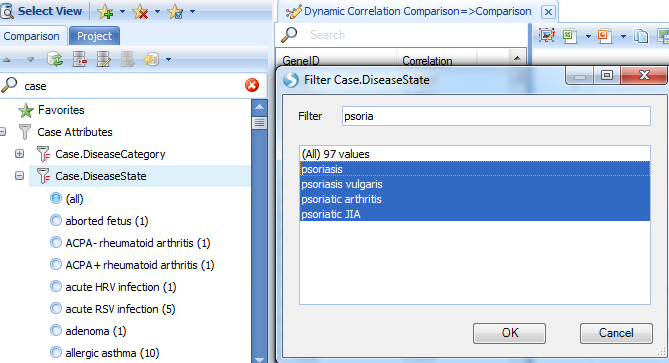 Select View
Comparison Project
case
Favorites
Case Attributes
Case.DiseaseCategory
Case.DiseaseState
(all)
aborted fetus (1)
ACPA- rheumatoid arthritis (1)
ACPA+ rheumatoid arthritis (1)
acute HRV infection (1)
acute RSV infection (5)
adenoma (1)
allergic asthma (10)
Dynamic Correlation Comparison=>Comparison
Search
GeneID Correlation
Filter Case.DiseaseState
Filter psoria
(All) 97 values
psoriasis
psoriasis vulgaris
psoriatic arthritis
psoriatic JIA
OK Cancel